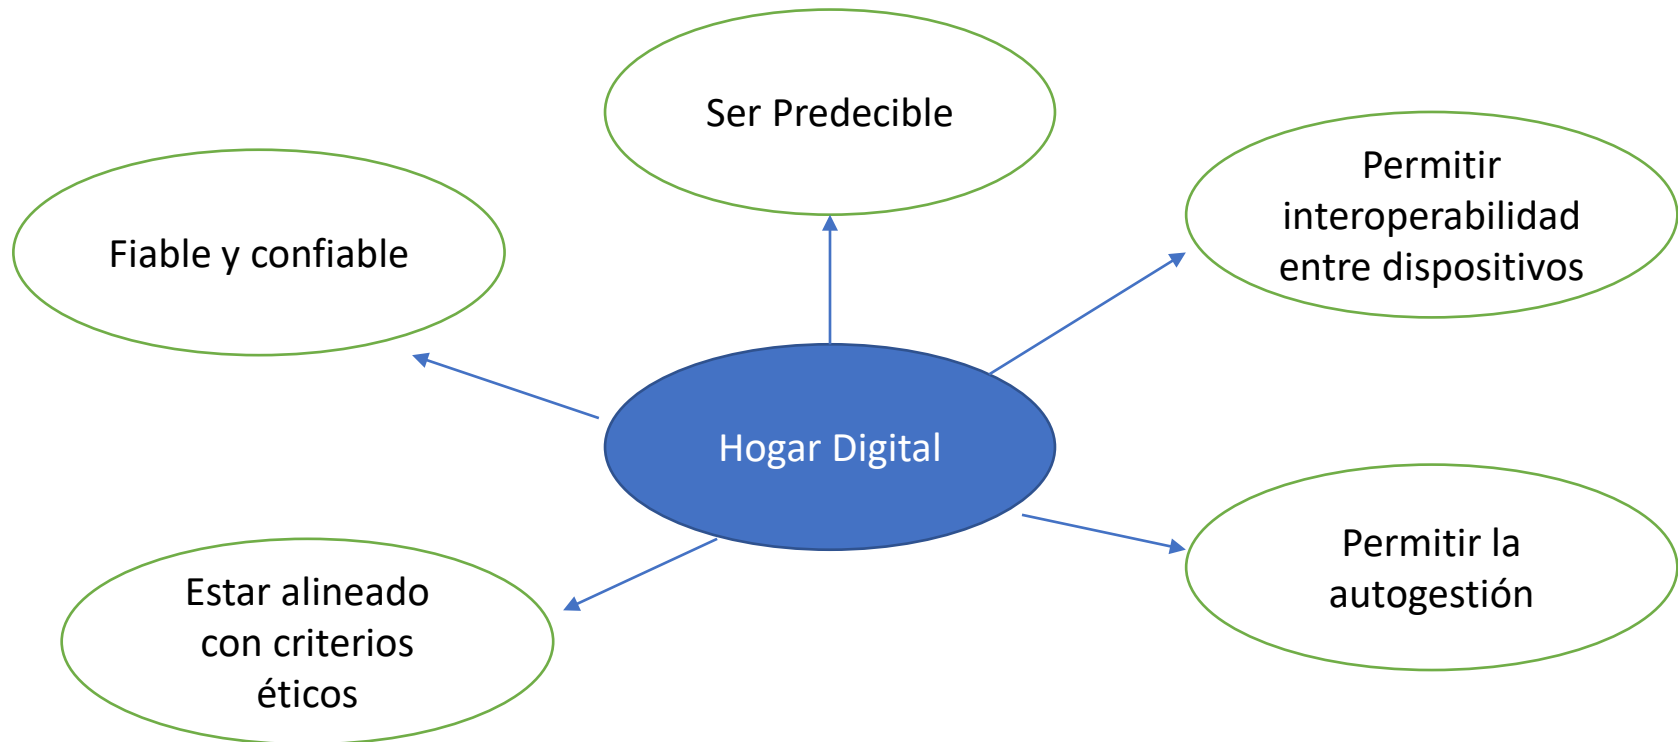 Ser Predecible
Permitir
interoperabilidad
entre dispositivos
Fiable y confiable
Hogar Digital
Permitir la
autogestión
Estar alineado
con criterios
éticos